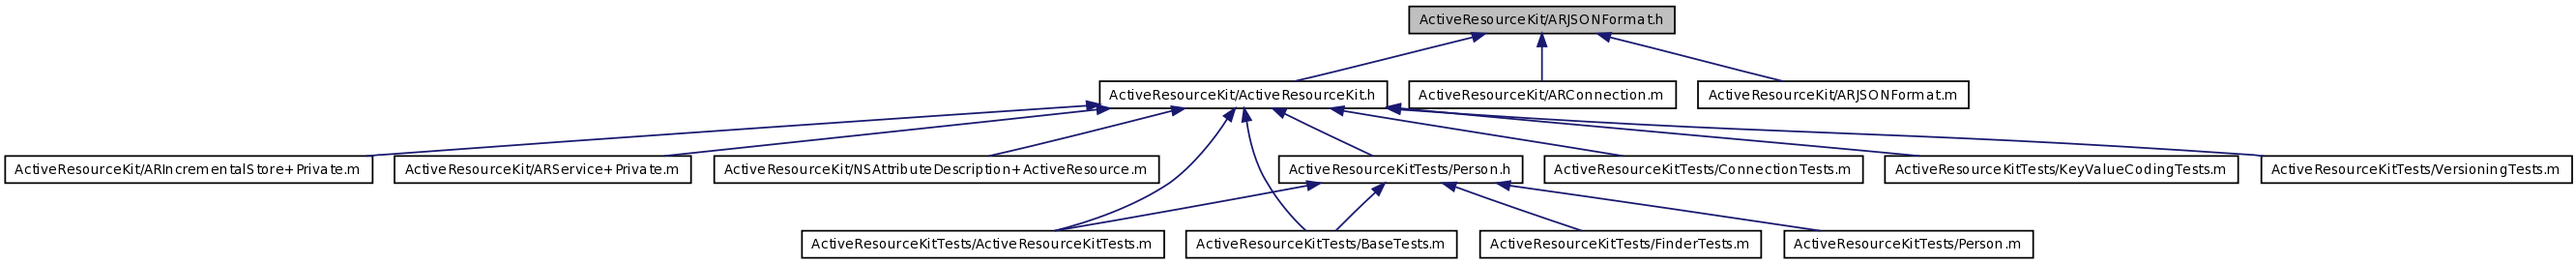 ActiveResourceKit/ARJSONFormat.h
ActiveResourceKit/ActiveResourceKit.h
ActiveResourceKit/ARConnection.m
ActiveResourceKit/ARJSONFormat.m
ActiveResourceKit/ARIncrementalStore+Private.m
ActiveResourceKit/ARService+Private.m
ActiveResourceKit/NSAttributeDescription+ActiveResource.m
ActiveResourceKitTests/Person.h
ActiveResourceKitTests/ConnectionTests.m
ActiveResourceKitTests/KeyValueCodingTests.m
ActiveResourceKitTests/VersioningTests.m
ActiveResourceKitTests/ActiveResourceKitTests.m
ActiveResourceKitTests/BaseTests.m
ActiveResourceKitTests/FinderTests.m
ActiveResourceKitTests/Person.m